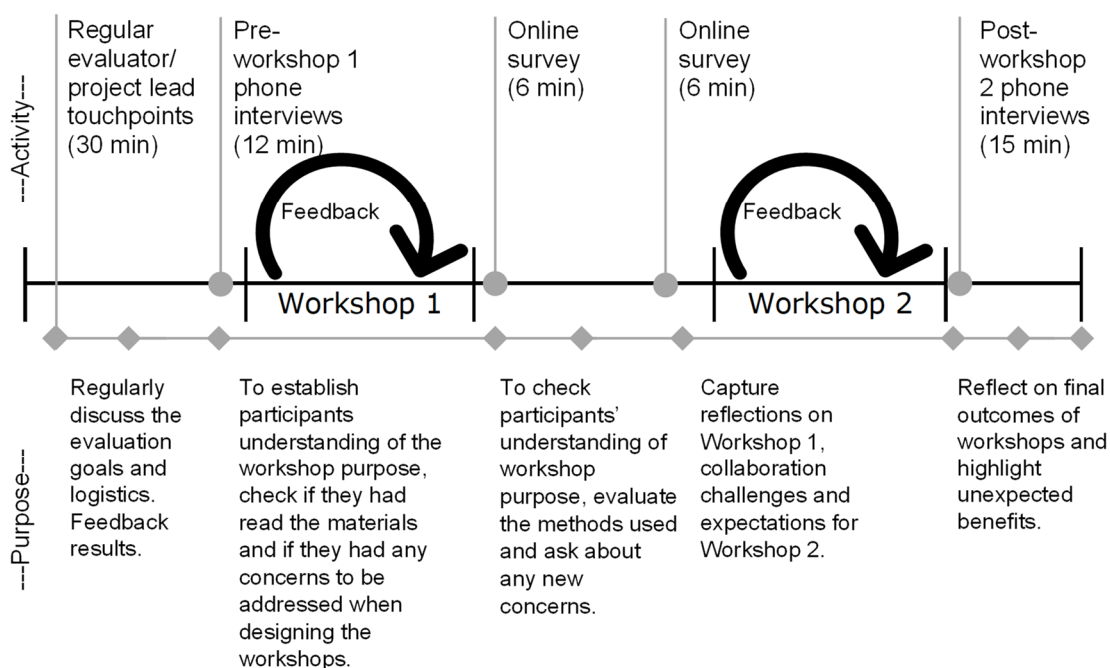 ---Activity---
Regular
evaluator/
project lead
touchpoints
(30 min)
Pre-
workshop 1
phone
interviews
(12 min)
Online
survey
(6 min)
Online
survey
(6 min)
Post-
workshop
2 phone
interviews
(15 min)
Feedback
Feedback
Workshop 1
Workshop 2
---Purpose---
Regularly
discuss the
evaluation
goals and
logistics.
Feedback
results.
To establish
participants
understanding of the
workshop purpose,
check if they had
read the materials
and if they had any
concerns to be
addressed when
designing the
workshops.
To check
participants’
understanding of
workshop
purpose, evaluate
the methods used
and ask about
any new
concerns.
Capture
reflections on
Workshop 1,
collaboration
challenges and
expectations for
Workshop 2.
Reflect on final
outcomes of
workshops and
highlight
unexpected
benefits.